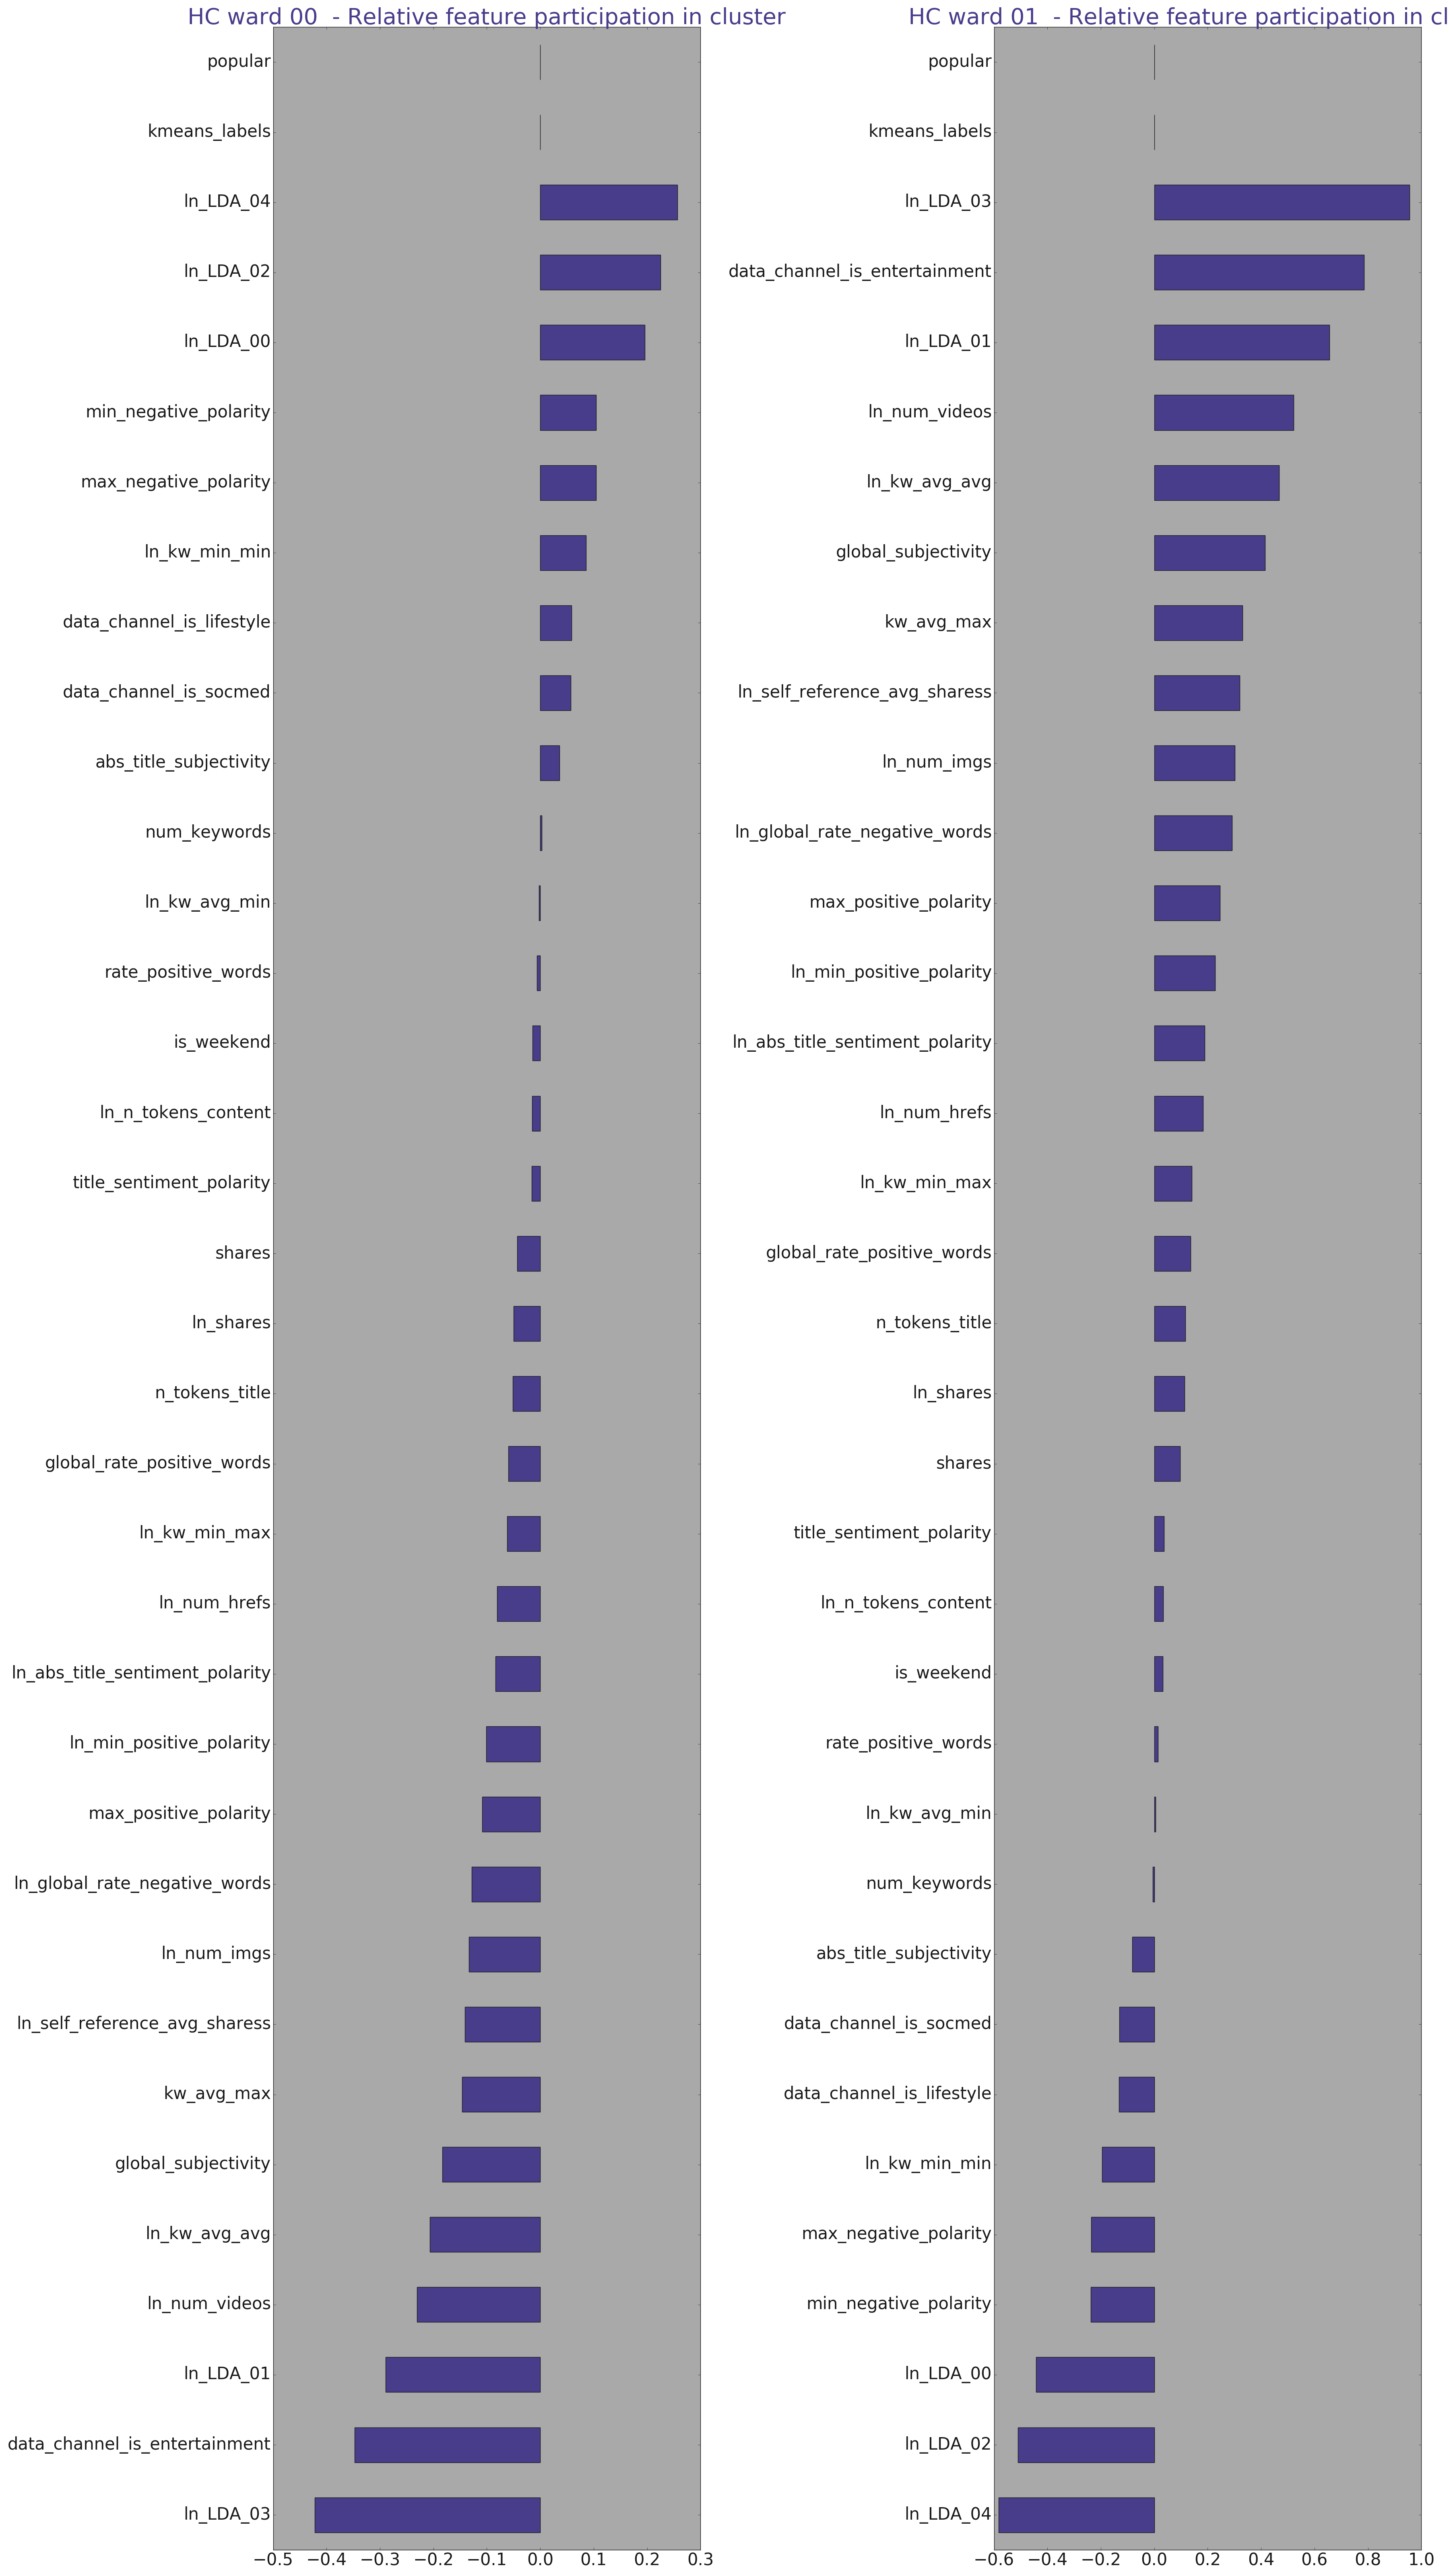 HC ward 00  - Relative feature participation in cluster
popular
kmeans_labels
ln_LDA_04
ln_LDA_02
ln_LDA_00
min_negative_polarity
max_negative_polarity
ln_kw_min_min
data_channel_is_lifestyle
data_channel_is_socmed
abs_title_subjectivity
num_keywords
ln_kw_avg_min
rate_positive_words
is_weekend
ln_n_tokens_content
title_sentiment_polarity
shares
ln_shares
n_tokens_title
global_rate_positive_words
ln_kw_min_max
ln_num_hrefs
ln_abs_title_sentiment_polarity
ln_min_positive_polarity
max_positive_polarity
ln_global_rate_negative_words
ln_num_imgs
ln_self_reference_avg_sharess
kw_avg_max
global_subjectivity
ln_kw_avg_avg
ln_num_videos
ln_LDA_01
data_channel_is_entertainment
ln_LDA_03
−0.5 −0.4 −0.3 −0.2 −0.1 0.0 0.1 0.2 0.3
HC ward 01  - Relative feature participation in cl
popular
kmeans_labels
ln_LDA_03
data_channel_is_entertainment
ln_LDA_01
ln_num_videos
ln_kw_avg_avg
global_subjectivity
kw_avg_max
ln_self_reference_avg_sharess
ln_num_imgs
ln_global_rate_negative_words
max_positive_polarity
ln_min_positive_polarity
ln_abs_title_sentiment_polarity
ln_num_hrefs
ln_kw_min_max
global_rate_positive_words
n_tokens_title
ln_shares
shares
title_sentiment_polarity
ln_n_tokens_content
is_weekend
rate_positive_words
ln_kw_avg_min
num_keywords
abs_title_subjectivity
data_channel_is_socmed
data_channel_is_lifestyle
ln_kw_min_min
max_negative_polarity
min_negative_polarity
ln_LDA_00
ln_LDA_02
ln_LDA_04
−0.6 −0.4 −0.2 0.0 0.2 0.4 0.6 0.8 1.0